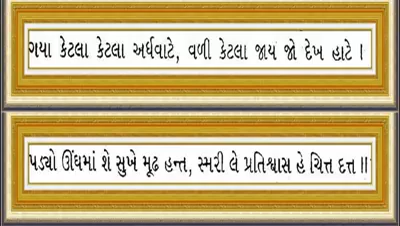 ગયા કેટલા કેટલા અર્ધવાટે, વળી કેટલા જાય જો દેખ હાટે ।
પડ્યો ઊંઘમાં શે સુખે મૂઢ હન્ત, સ્મરી લે પ્રતિશ્વાસ હે ચિત્ત દત્ત ॥